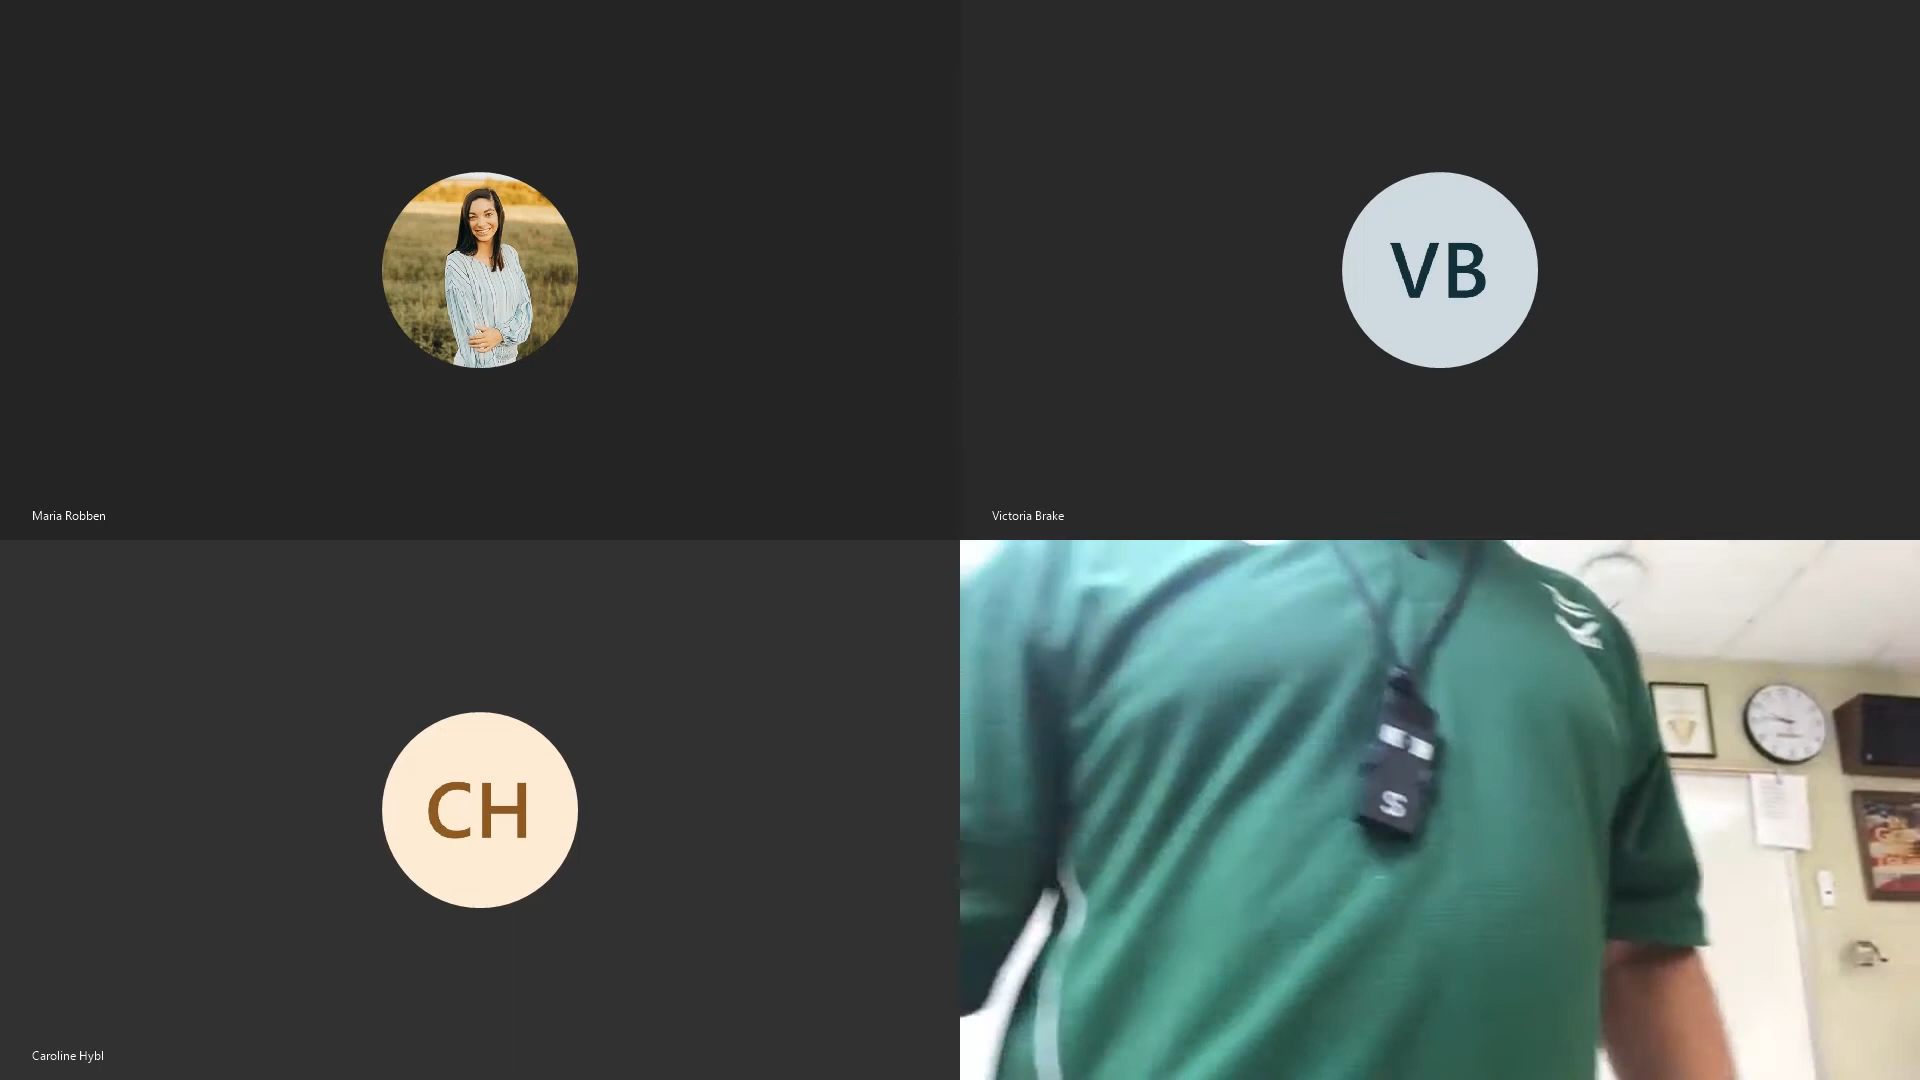 VB
Maria Robben
Victoria Brake
CH
S
Caroline Hybl